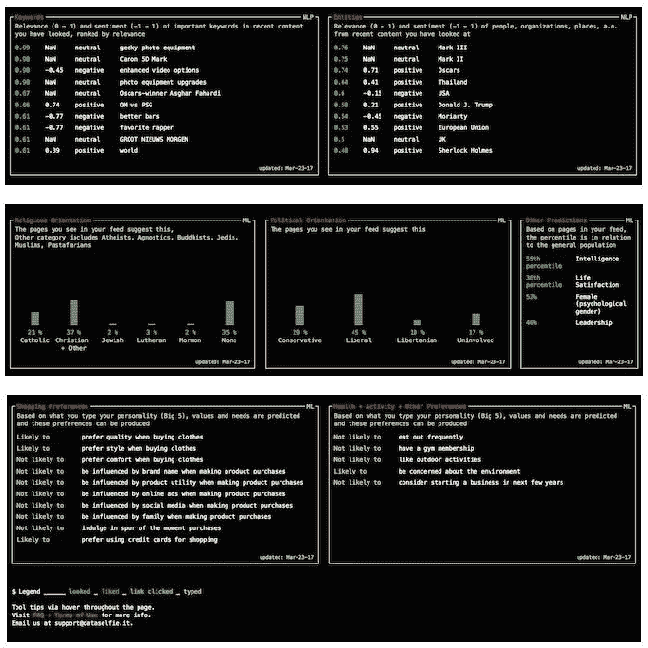 Keywords NLP
Relevance (0 - 1) and sentiment (-1 - 1) of important keywords in recent content
you have looked, ranked by relevance
0.99 NaN neutral geeky photo equipment
0.98 NaN neutral Canon 5D Mark
0.98 -0.45 negative enhanced video options
0.98 NaN neutral photo equipment upgrades
0.67 NaN neutral Oscars-winner Asghar Fahardi
0.66 0.74 positive OM vs PSG
0.61 -0.77 negative better bars
0.61 -0.77 negative favorite rapper
0.61 NaN neutral GROOT NIEUWS MORGEN
0.61 0.39 positive world
updated: Mar-23-17
Entities NLP
Relevance (0 - 1) and sentiment (-1 - 1) of people, organizations, places, a.o.
from recent content you have looked at
0.76 NaN neutral Mark III
0.75 NaN neutral Mark II
0.74 0.71 positive Oscars
0.64 0.41 positive Thailand
0.6 -0.15 negative USA
0.58 0.21 positive Donald J. Trump
0.54 -0.45 negative Moriarty
0.53 0.55 positive European Union
0.5 NaN neutral UK
0.48 0.94 positive Sherlock Holmes
updated: Mar-23-17
Religious Orientation ML
The pages you see in your feed suggest this,
Other category includes Atheists. Agnostics. Buddhists. Jedis.
Muslims, Pastafarians
21 % 37 % 2 % 3 % 2 % 35 %
Catholic Christian Jewish Lutheran Mormon None
+ Other
updated: Mar-23-17
Political Orientation ML
The pages you see in your feed suggest this
29 % 45 % 10 % 17 %
Conservative Liberal Libertarian Uninvolved
updated: Mar-23-17
Other Predictions ML
Based on pages in your feed,
the percentile is in relation
to the general population
59th Intelligence
percentile
38th Life
percentile Satisfaction
52% Female
(psychological
gender)
46% Leadership
updated: Mar-23-17
Shopping Preferences ML
Based on what you type your personality (Big 5), values and needs are predicted
and these preferences can be produced
Likely to prefer quality when buying clothes
Likely to prefer style when buying clothes
Not likely to prefer comfort when buying clothes
Not likely to be influenced by brand name when making product purchases
Not likely to be influenced by product utility when making product purchases
Not likely to be influenced by online ads when making product purchases
Not likely to be influenced by social media when making product purchases
Not likely to be influenced by family when making product purchases
Not likely to indulge in spur of the moment purchases
Likely to prefer using credit cards for shopping
updated: Mar-23-17
Health + Activity + Other Preferences ML
Based on what you type your personality (Big 5), values and needs are predicted
and these preferences can be produced
Not likely to eat out frequently
Not likely to have a gym membership
Not likely to like outdoor activities
Likely to be concerned about the environment
Not likely to consider starting a business in next few years
updated: Mar-23-17
$ Legend ______ looked _ liked _ link clicked _ typed
Tool tips via hover throughout the page.
Visit FAQ + Terms of Use for more info.
Email us at support@dataselfie.it.